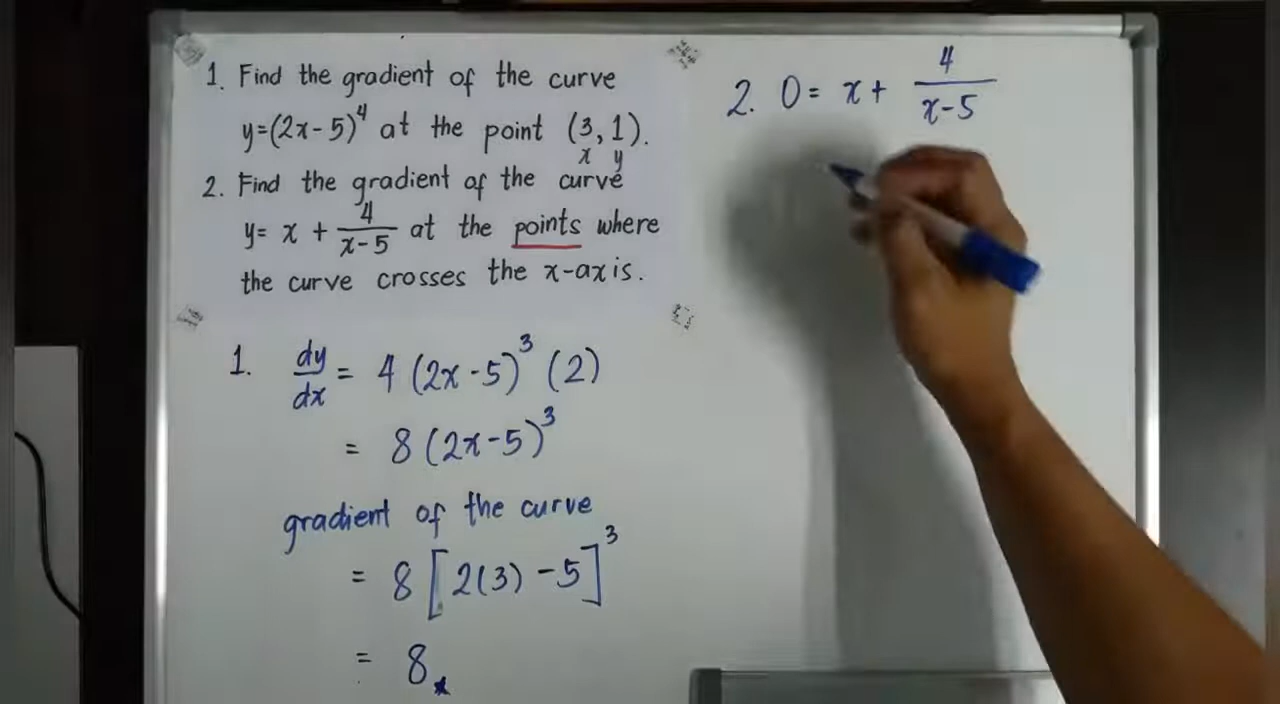 1. Find the gradient of the curve
y=(2x-5)⁴ at the point (3,1).
x y
2. Find the gradient of the curve
y= x + 4/(x-5) at the points where
the curve crosses the x-axis.
1. dy/dx = 4(2x-5)³(2)
= 8(2x-5)³
gradient of the curve
= 8[2(3)-5]³
= 8
2. 0= x + 4/(x-5)